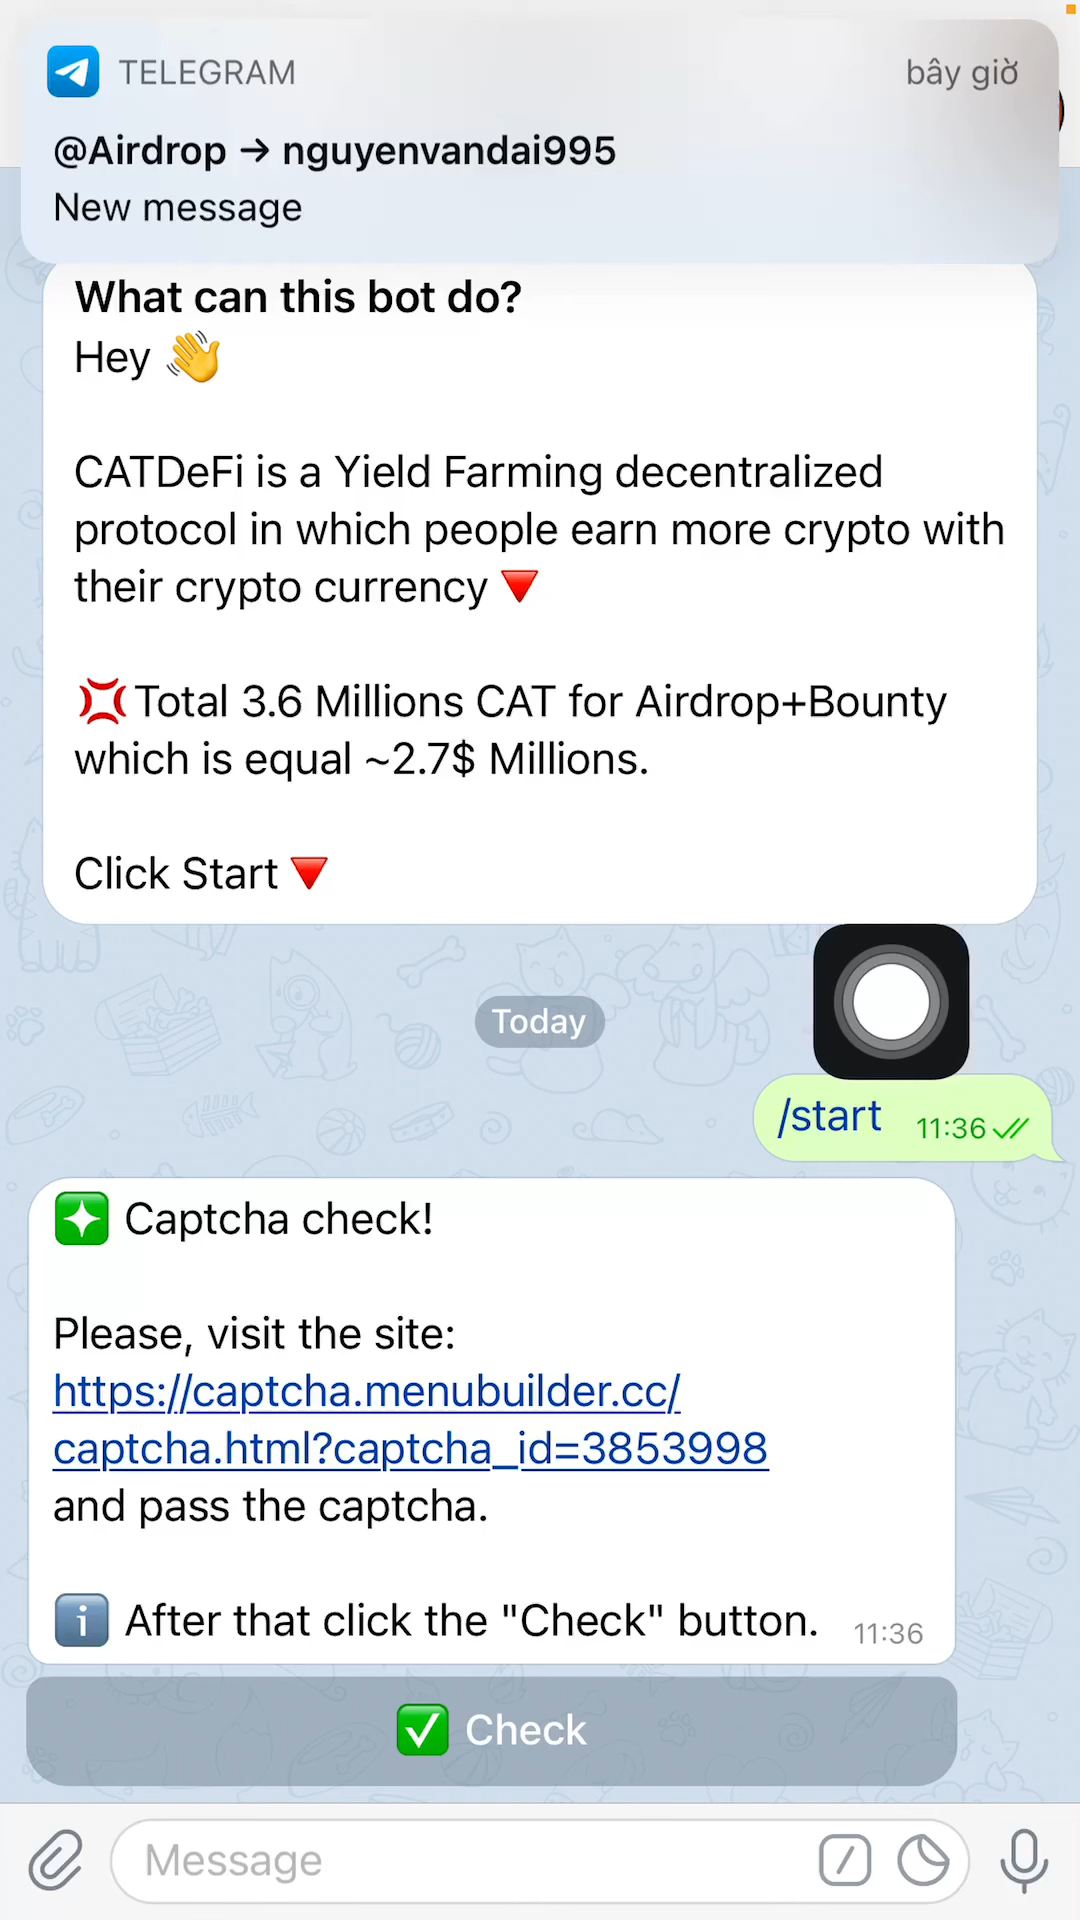 TELEGRAM
bây giờ
@Airdrop → nguyenvandai995
New message
What can this bot do?
Hey 👋
CATDeFi is a Yield Farming decentralized
protocol in which people earn more crypto with
their crypto currency 🔻
💢Total 3.6 Millions CAT for Airdrop+Bounty
which is equal ~2.7$ Millions.
Click Start 🔻
Today
/start 11:36
Captcha check!
Please, visit the site:
https://captcha.menubuilder.cc/
captcha.html?captcha_id=3853998
and pass the captcha.
ℹ️ After that click the "Check" button. 11:36
✅ Check
Message